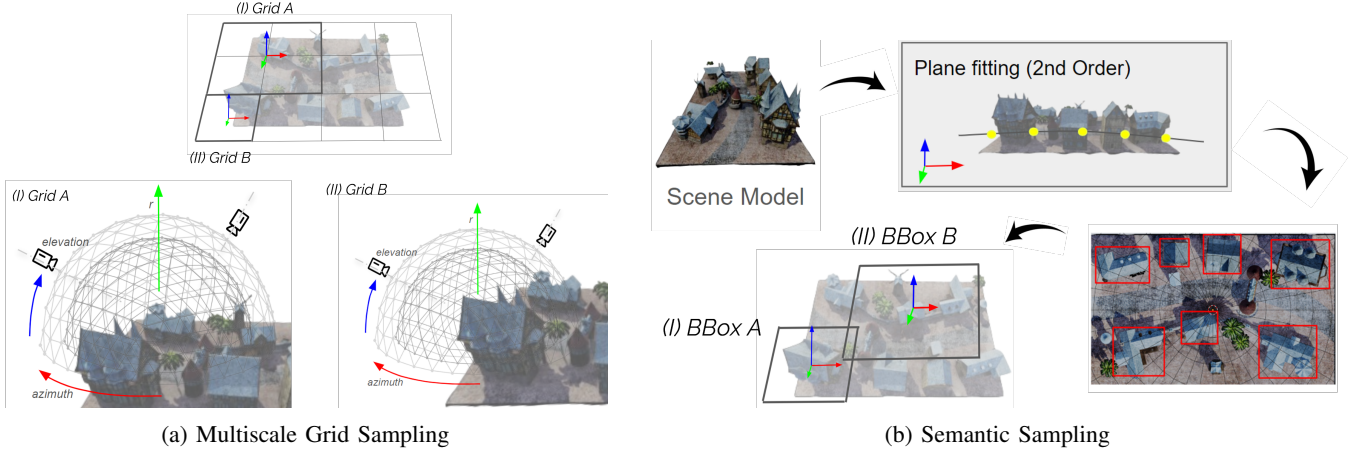 (I) Grid A
(II) Grid B
(I) Grid A
r
elevation
azimuth
(II) Grid B
r
elevation
azimuth
(a) Multiscale Grid Sampling
Scene Model
Plane fitting (2nd Order)
(II) BBox B
(I) BBox A
(b) Semantic Sampling